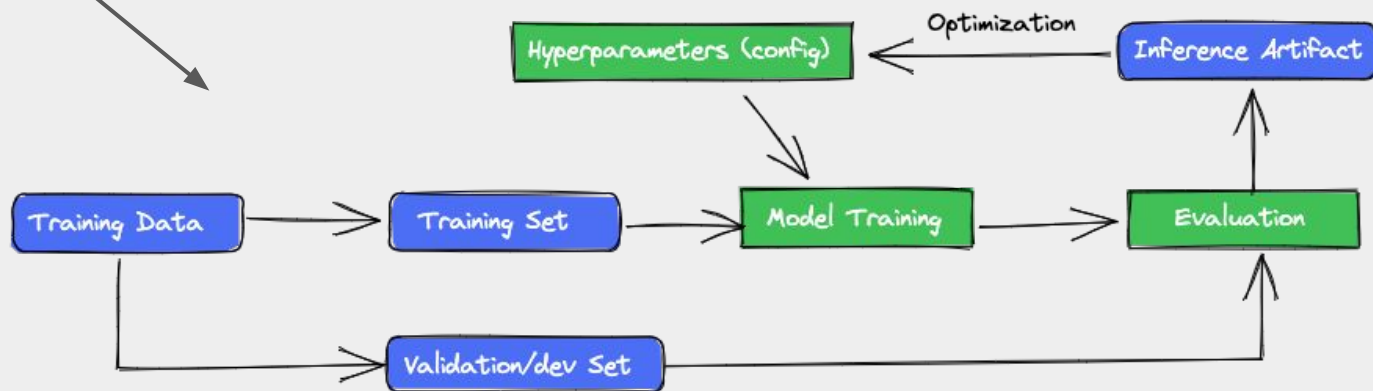 Optimization
Hyperparameters (config)
Inference Artifact
Training Data
Training Set
Model Training
Evaluation
Validation/dev Set